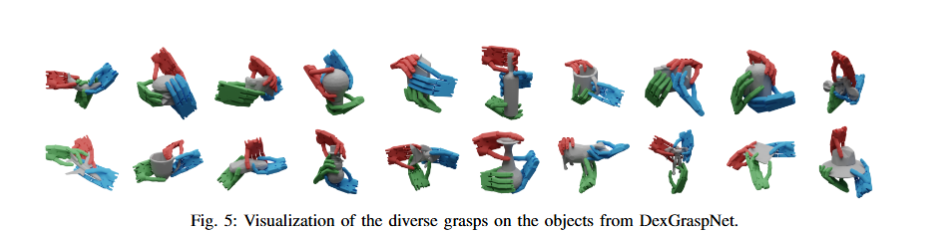 Fig. 5: Visualization of the diverse grasps on the objects from DexGraspNet.